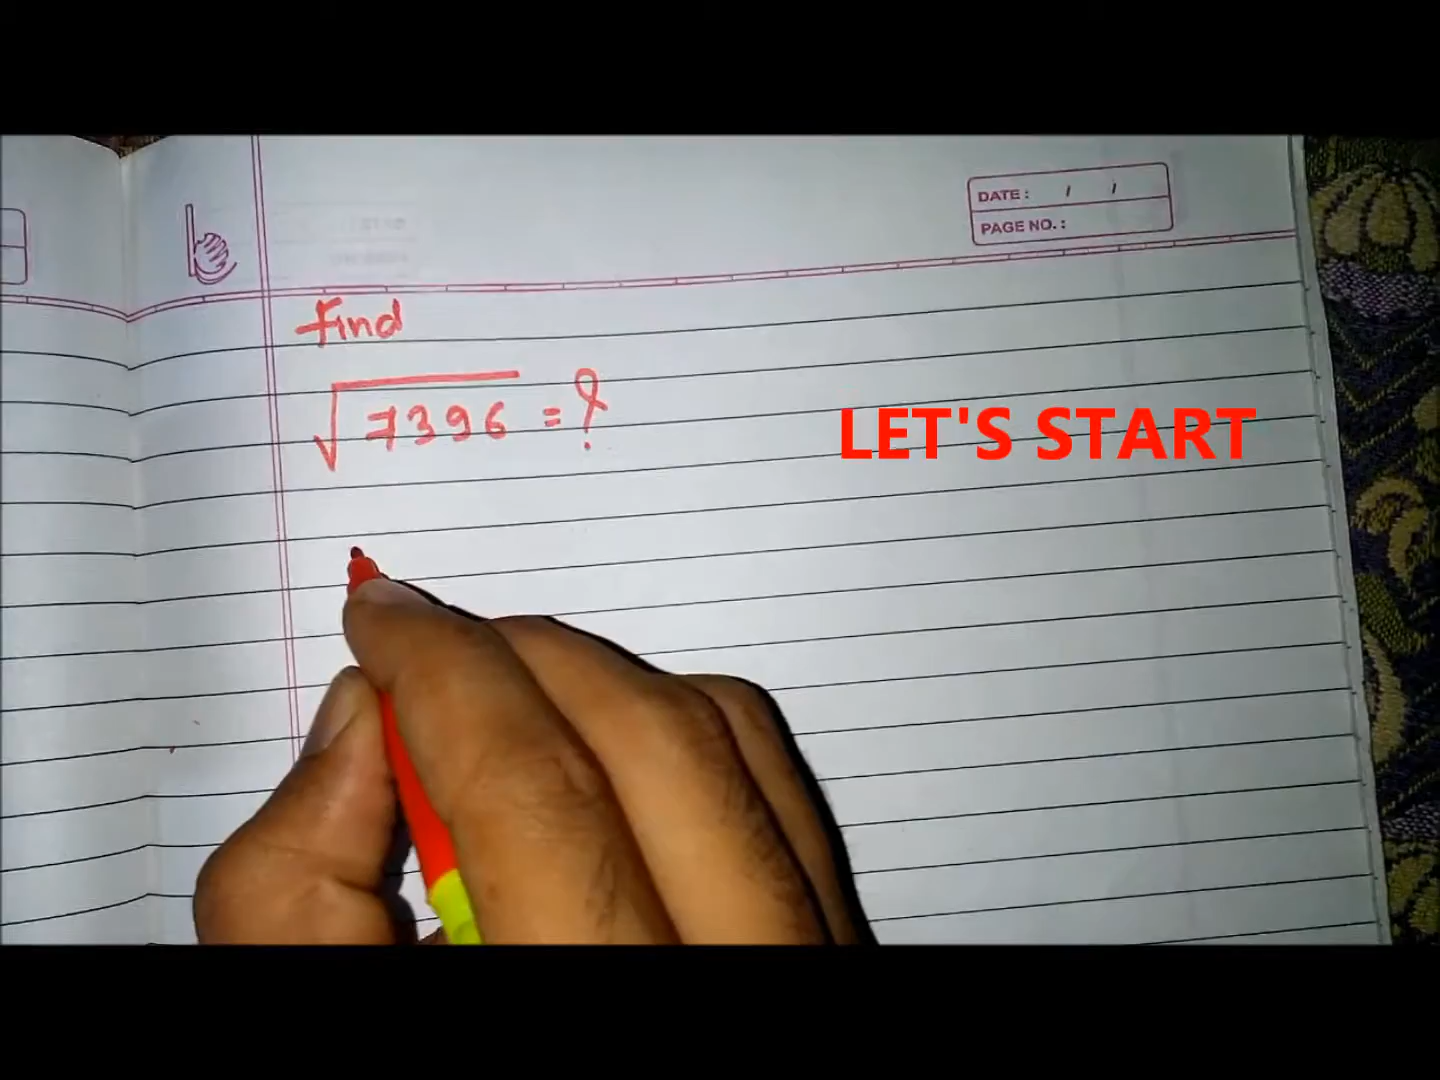 DATE : / /
PAGE NO. :
find
√7396 = ?
LET'S START